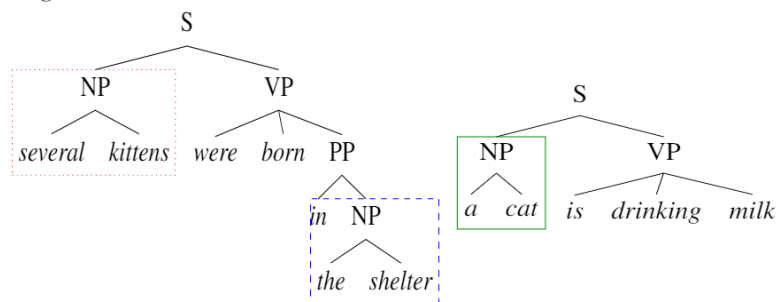 S
NP VP
several kittens were born PP
in NP
the shelter
S
NP VP
a cat is drinking milk